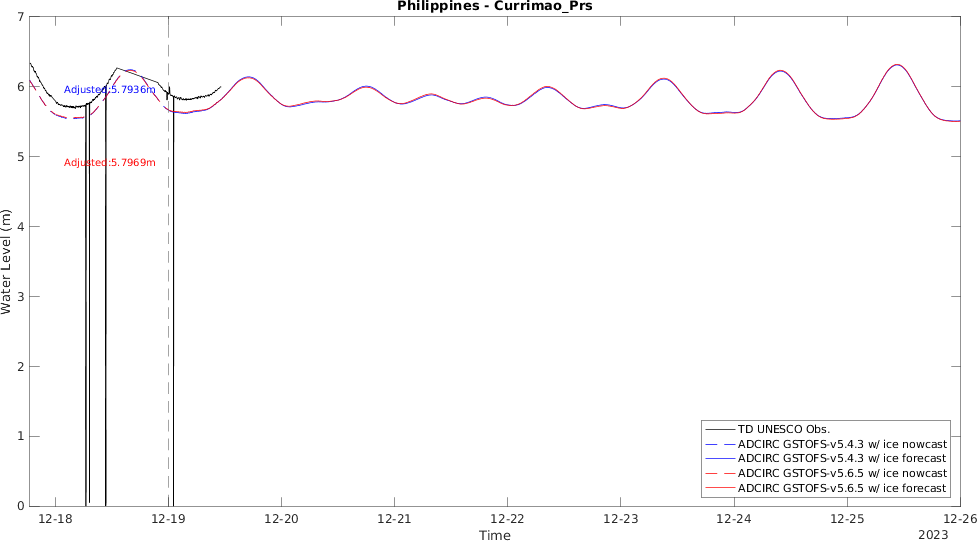 Philippines - Currimao_Prs
7
6
5
4
3
2
1
0
Water Level (m)
Adjusted:5.7936m
Adjusted:5.7969m
TD UNESCO Obs.
ADCIRC GSTOFS-v5.4.3 w/ ice nowcast
ADCIRC GSTOFS-v5.4.3 w/ ice forecast
ADCIRC GSTOFS-v5.6.5 w/ ice nowcast
ADCIRC GSTOFS-v5.6.5 w/ ice forecast
12-18 12-19 12-20 12-21 12-22 12-23 12-24 12-25 12-26
Time
2023